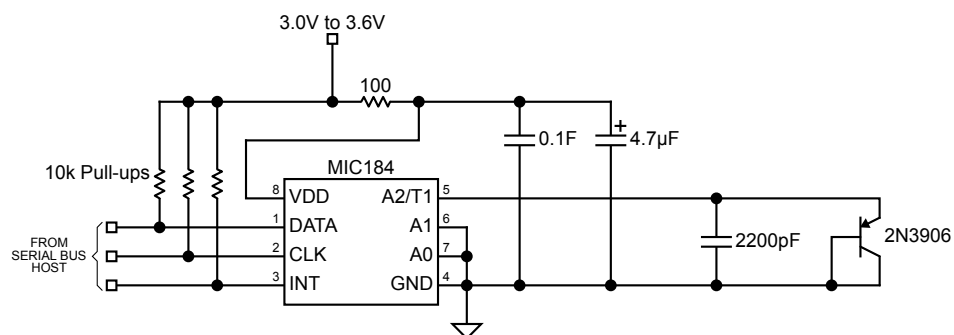 3.0V to 3.6V
100
0.1F
+
4.7µF
10k Pull-ups
MIC184
8 VDD A2/T1 5
1 DATA A1 6
2 CLK A0 7
3 INT GND 4
FROM
SERIAL BUS
HOST
2200pF
2N3906